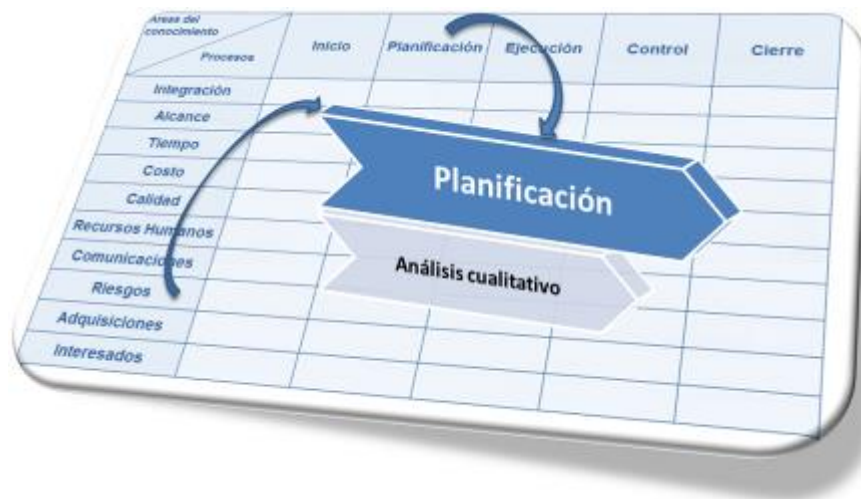 Areas del
conocimiento
Procesos
Inicio
Planificación
Ejecución
Control
Cierre
Integración
Alcance
Tiempo
Costo
Calidad
Recursos Humanos
Comunicaciones
Riesgos
Adquisiciones
Interesados
Planificación
Análisis cualitativo